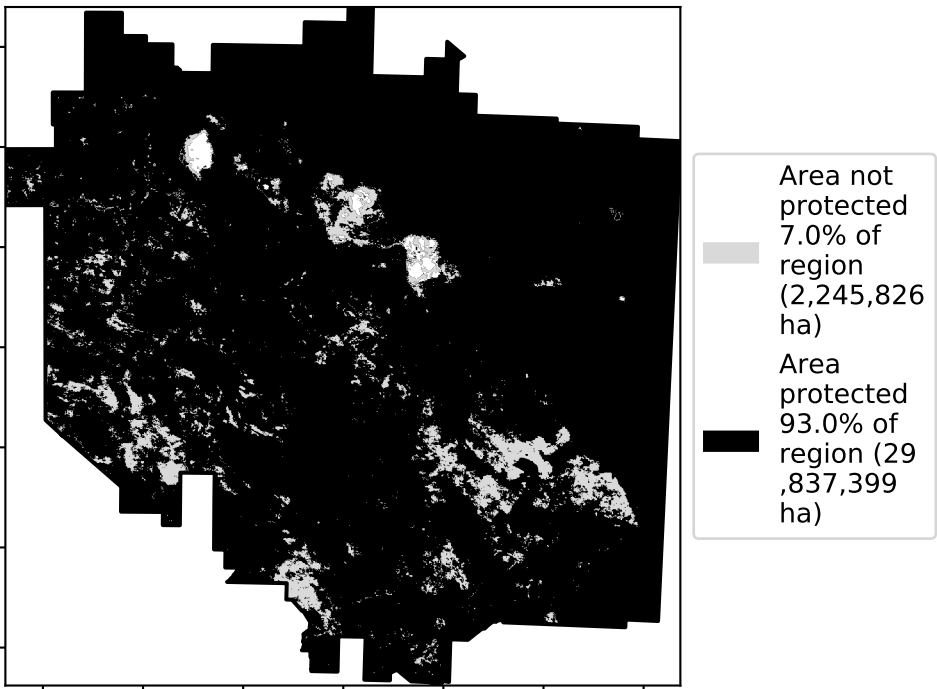 Area not
protected
7.0% of
region
(2,245,826
ha)
Area
protected
93.0% of
region (29
,837,399
ha)